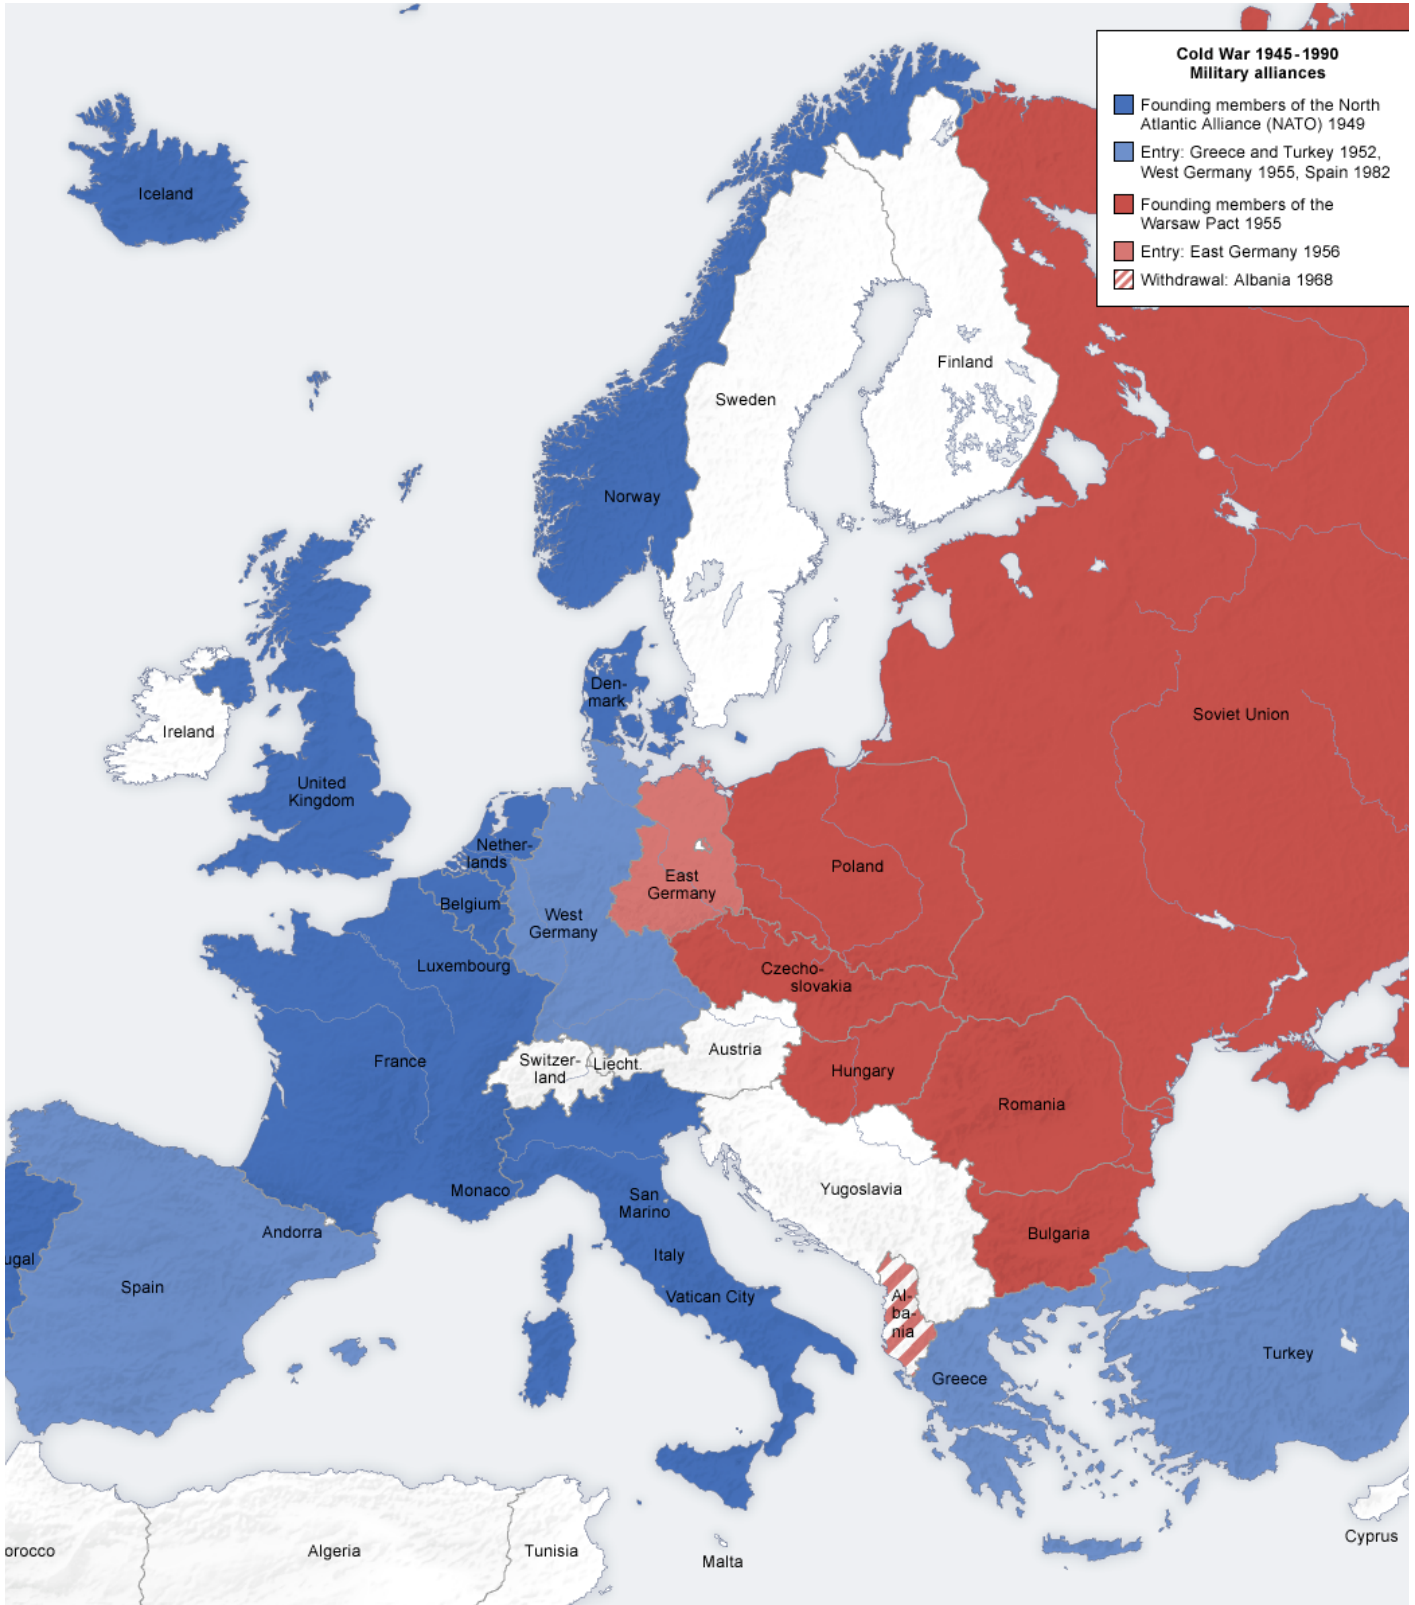 Cold War 1945-1990
Military alliances
Founding members of the North
Atlantic Alliance (NATO) 1949
Entry: Greece and Turkey 1952,
West Germany 1955, Spain 1982
Founding members of the
Warsaw Pact 1955
Entry: East Germany 1956
Withdrawal: Albania 1968
Iceland
Finland
Sweden
Norway
Den-
mark
Soviet Union
Ireland
United
Kingdom
Nether-
lands
Belgium
Poland
East
Germany
West
Germany
Luxembourg
Czecho-
slovakia
France
Switzer-
land
Liecht.
Austria
Hungary
Romania
Monaco
San
Marino
Yugoslavia
Andorra
Bulgaria
ugal
Italy
Spain
Vatican City
Al-
ba-
nia
Turkey
Greece
Cyprus
orocco
Algeria
Tunisia
Malta